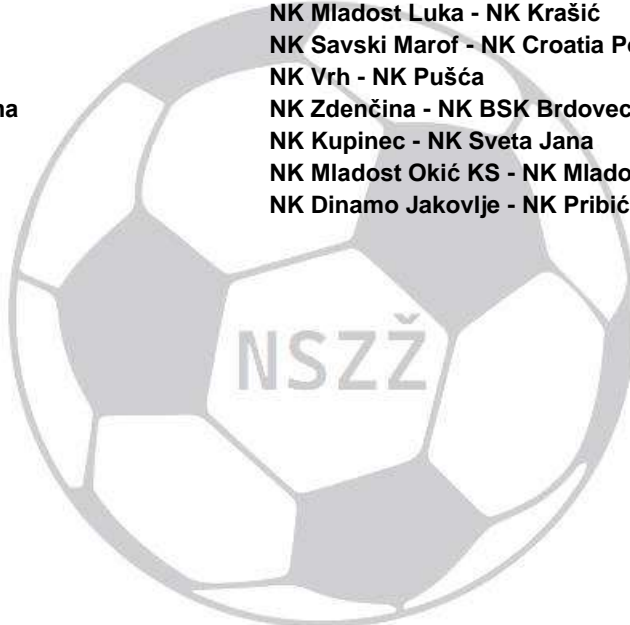 NK Mladost Luka - NK Krašić
NK Savski Marof - NK Croatia
NK Vrh - NK Pušća
NK Zdenčina - NK BSK Brdovec
NK Kupinec - NK Sveta Jana
NK Mladost Okić KS - NK
NK Dinamo Jakovlje - NK Pribić
NSZŽ